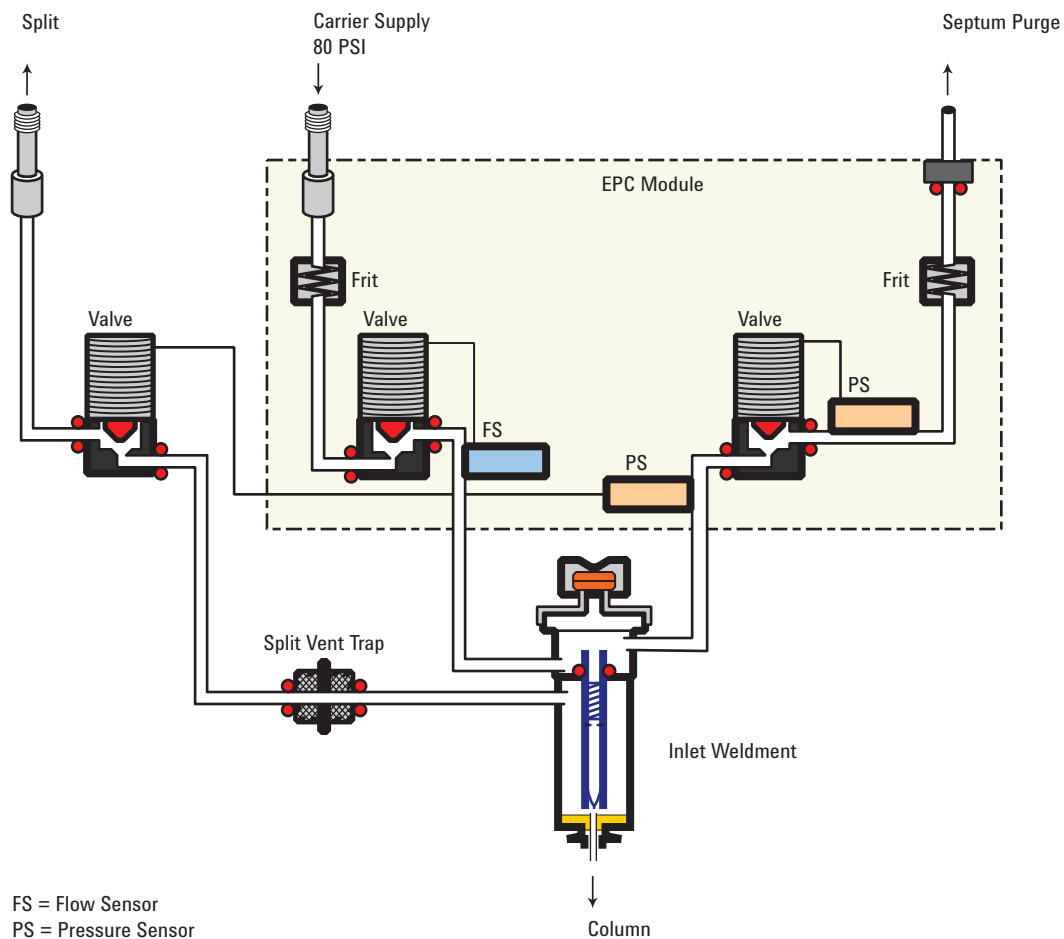 Split
Carrier Supply
80 PSI
Septum Purge
EPC Module
Frit
Frit
Valve
Valve
Valve
PS
FS
PS
Split Vent Trap
Inlet Weldment
FS = Flow Sensor
PS = Pressure Sensor
Column